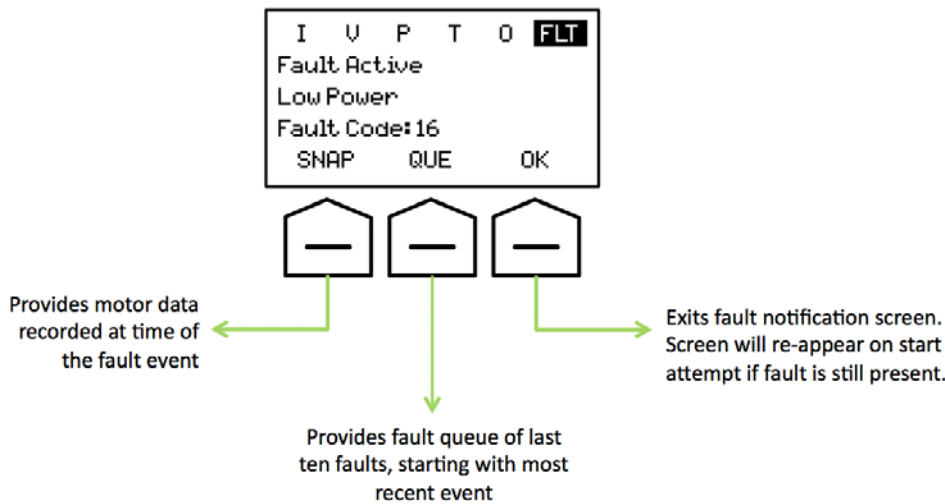 I V P T O FLT
Fault Active
Low Power
Fault Code:16
SNAP QUE OK
Provides motor data
recorded at time of
the fault event
Provides fault queue of last
ten faults, starting with most
recent event
Exits fault notification screen.
Screen will re-appear on start
attempt if fault is still present.